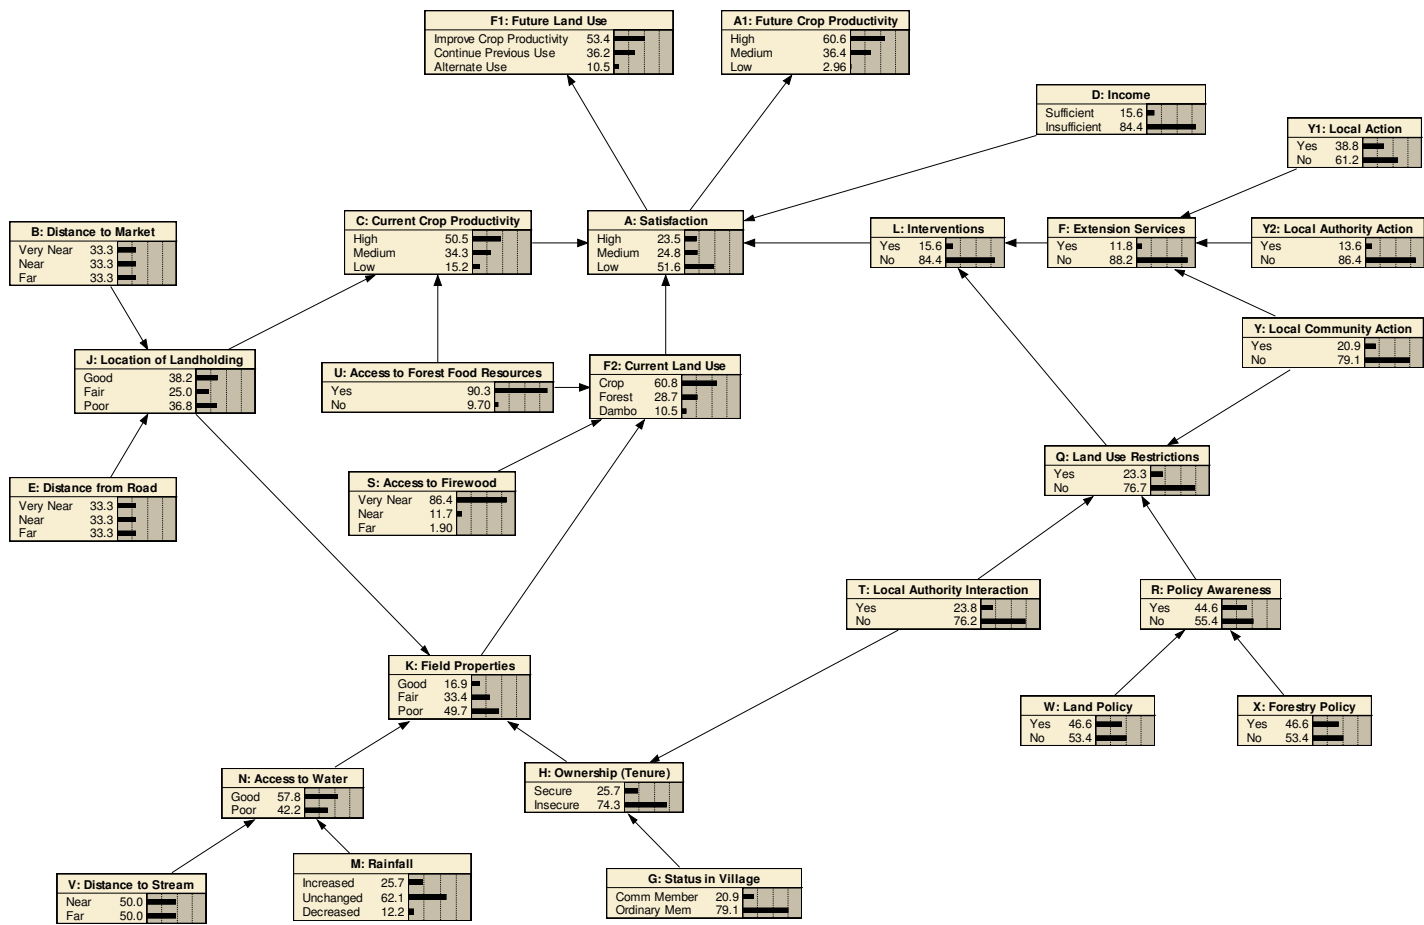 F1: Future Land Use
Improve Crop Productivity 53.4
Continue Previous Use 36.2
Alternate Use 10.5
A1: Future Crop Productivity
High 60.6
Medium 36.4
Low 2.96
D: Income
Sufficient 15.6
Insufficient 84.4
Y1: Local Action
Yes 38.8
No 61.2
B: Distance to Market
Very Near 33.3
Near 33.3
Far 33.3
C: Current Crop Productivity
High 50.5
Medium 34.3
Low 15.2
A: Satisfaction
High 23.5
Medium 24.8
Low 51.6
L: Interventions
Yes 15.6
No 84.4
F: Extension Services
Yes 11.8
No 88.2
Y2: Local Authority Action
Yes 13.6
No 86.4
Y: Local Community Action
Yes 20.9
No 79.1
J: Location of Landholding
Good 38.2
Fair 25.0
Poor 36.8
U: Access to Forest Food Resources
Yes 90.3
No 9.70
F2: Current Land Use
Crop 60.8
Forest 28.7
Dambo 10.5
Q: Land Use Restrictions
Yes 23.3
No 76.7
E: Distance from Road
Very Near 33.3
Near 33.3
Far 33.3
S: Access to Firewood
Very Near 86.4
Near 11.7
Far 1.90
T: Local Authority Interaction
Yes 23.8
No 76.2
R: Policy Awareness
Yes 44.6
No 55.4
K: Field Properties
Good 16.9
Fair 33.4
Poor 49.7
W: Land Policy
Yes 46.6
No 53.4
X: Forestry Policy
Yes 46.6
No 53.4
N: Access to Water
Good 57.8
Poor 42.2
H: Ownership (Tenure)
Secure 25.7
Insecure 74.3
M: Rainfall
Increased 25.7
Unchanged 62.1
Decreased 12.2
V: Distance to Stream
Near 50.0
Far 50.0
G: Status in Village
Comm Member 20.9
Ordinary Mem 79.1